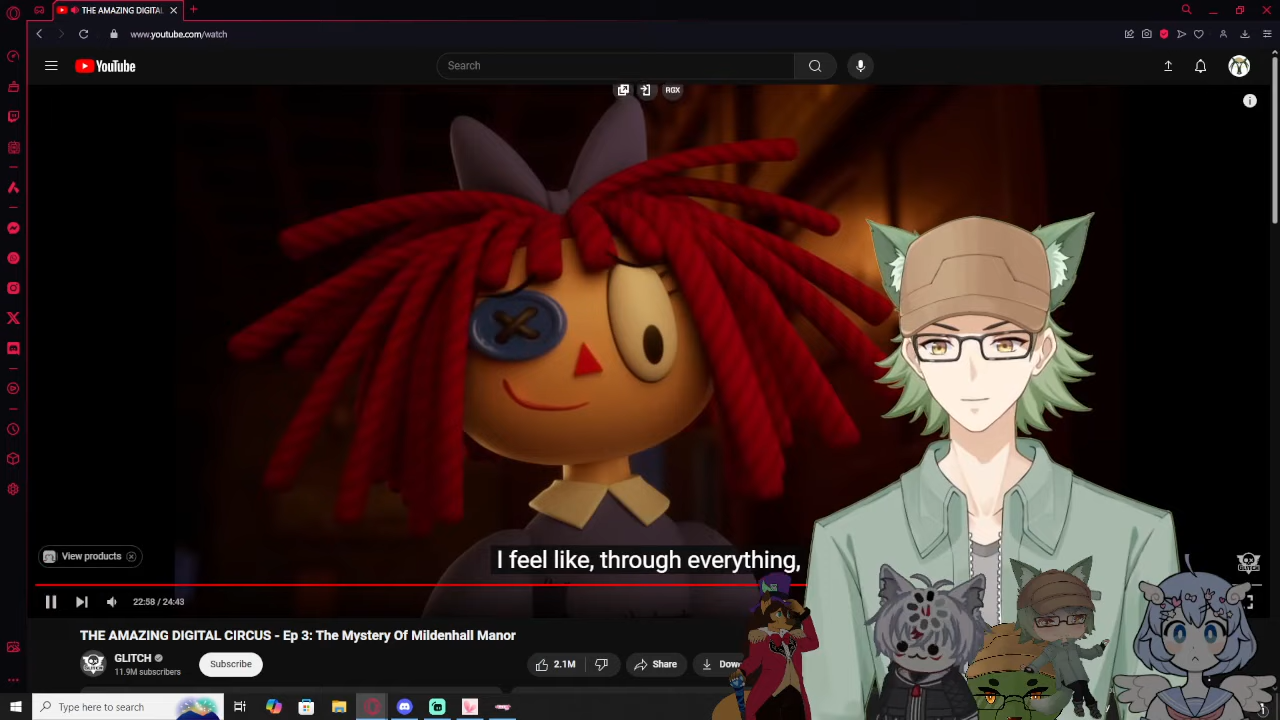 THE AMAZING DIGITAL
www.youtube.com/watch
YouTube
Search
RGX
I feel like, through everything,
View products
GLITCH
22:58 / 24:43
THE AMAZING DIGITAL CIRCUS - Ep 3: The Mystery Of Mildenhall Manor
GLITCH
11.9M subscribers
Subscribe
2.1M
Share
Dow
Type here to search